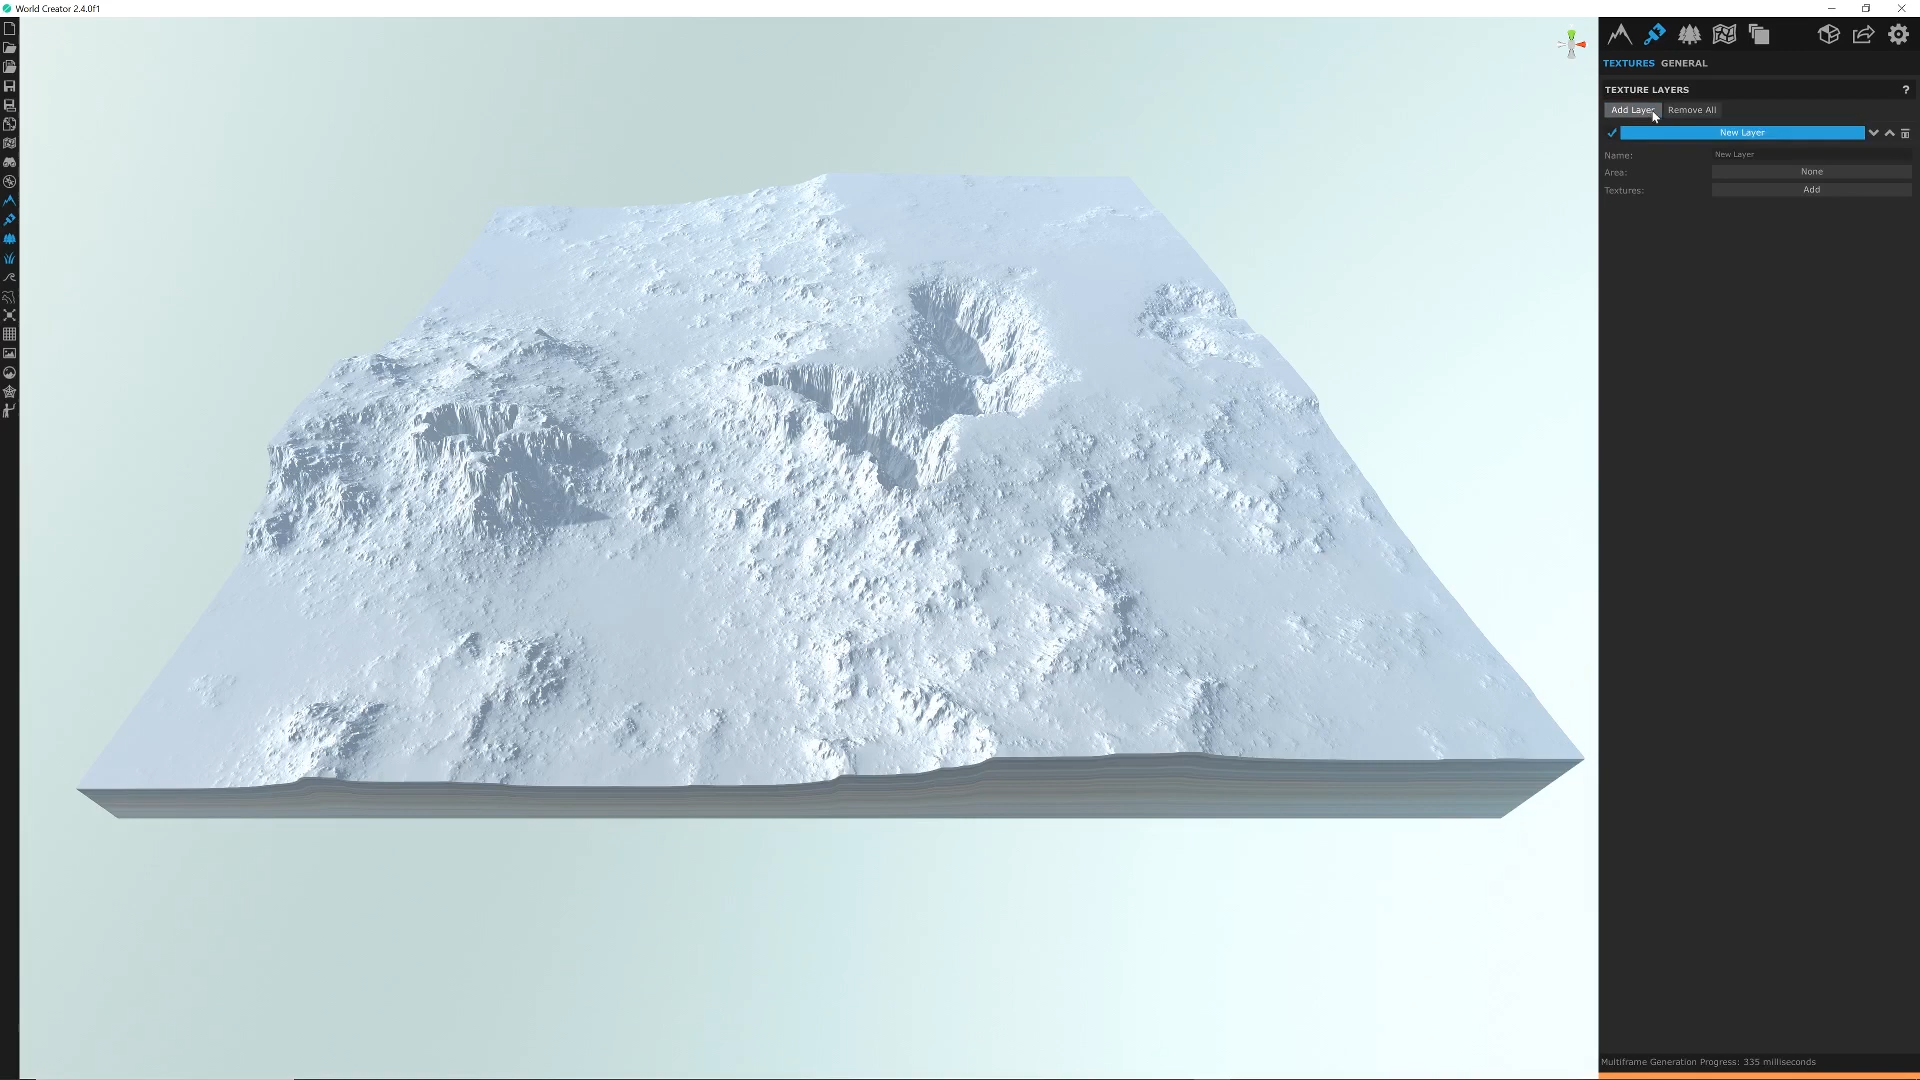 World Creator 2.4.0f1
TEXTURES GENERAL
TEXTURE LAYERS ?
Add Layer Remove All
New Layer
Name: New Layer
Area: None
Textures: Add
Multiframe Generation Progress: 335 milliseconds